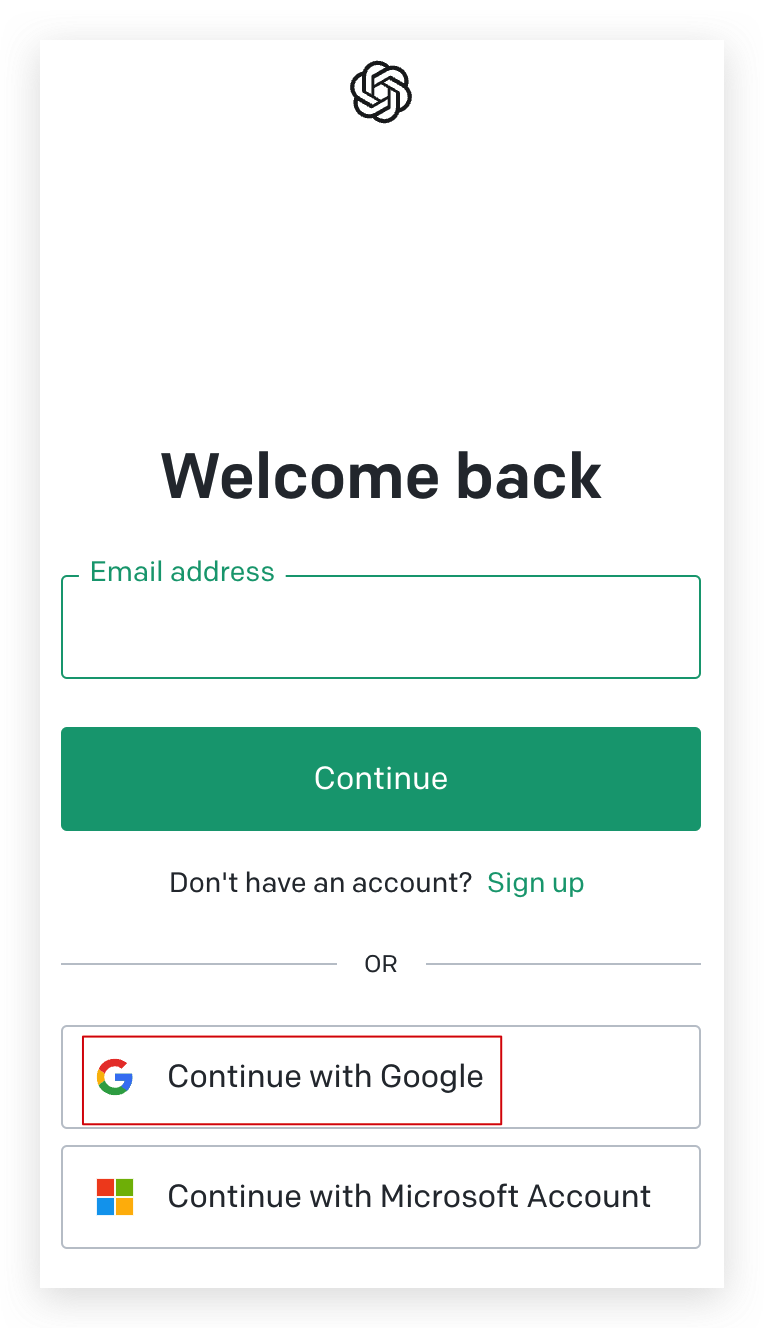 Welcome back
Email address
Continue
Don't have an account? Sign up
OR
Continue with Google
Continue with Microsoft Account